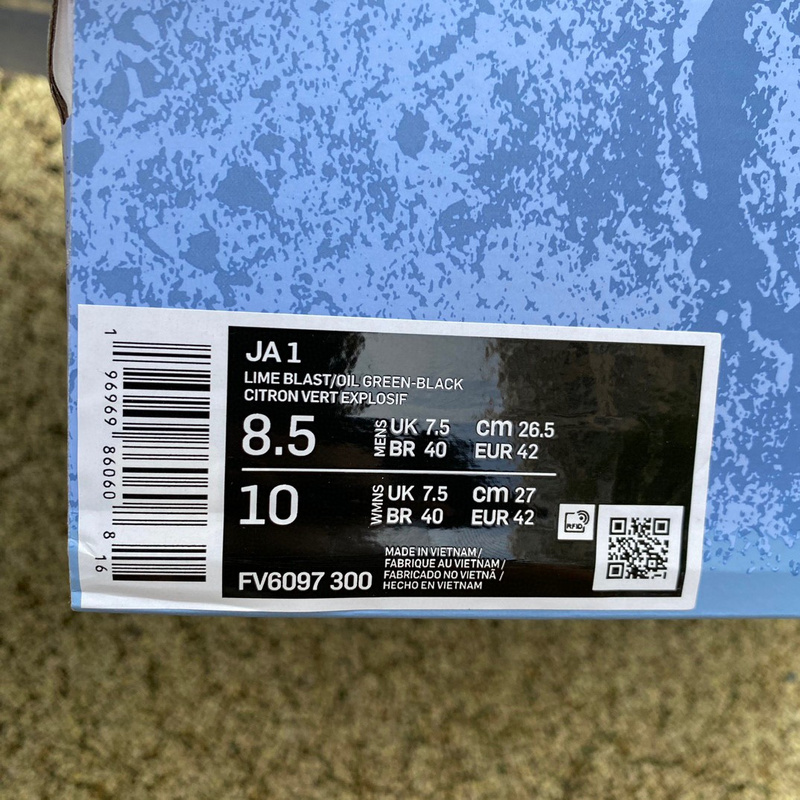 JA 1
LIME BLAST/OIL GREEN-BLACK
CITRON VERT EXPLOSIF
8.5 MENS UK 7.5 cm 26.5
BR 40 EUR 42
10 WMNS UK 7.5 cm 27
BR 40 EUR 42
RFID
FV6097 300
MADE IN VIETNAM /
FABRIQUE AU VIETNAM /
FABRICADO NO VIETNÃ /
HECHO EN VIETNAM
1 96969 86060 8 16